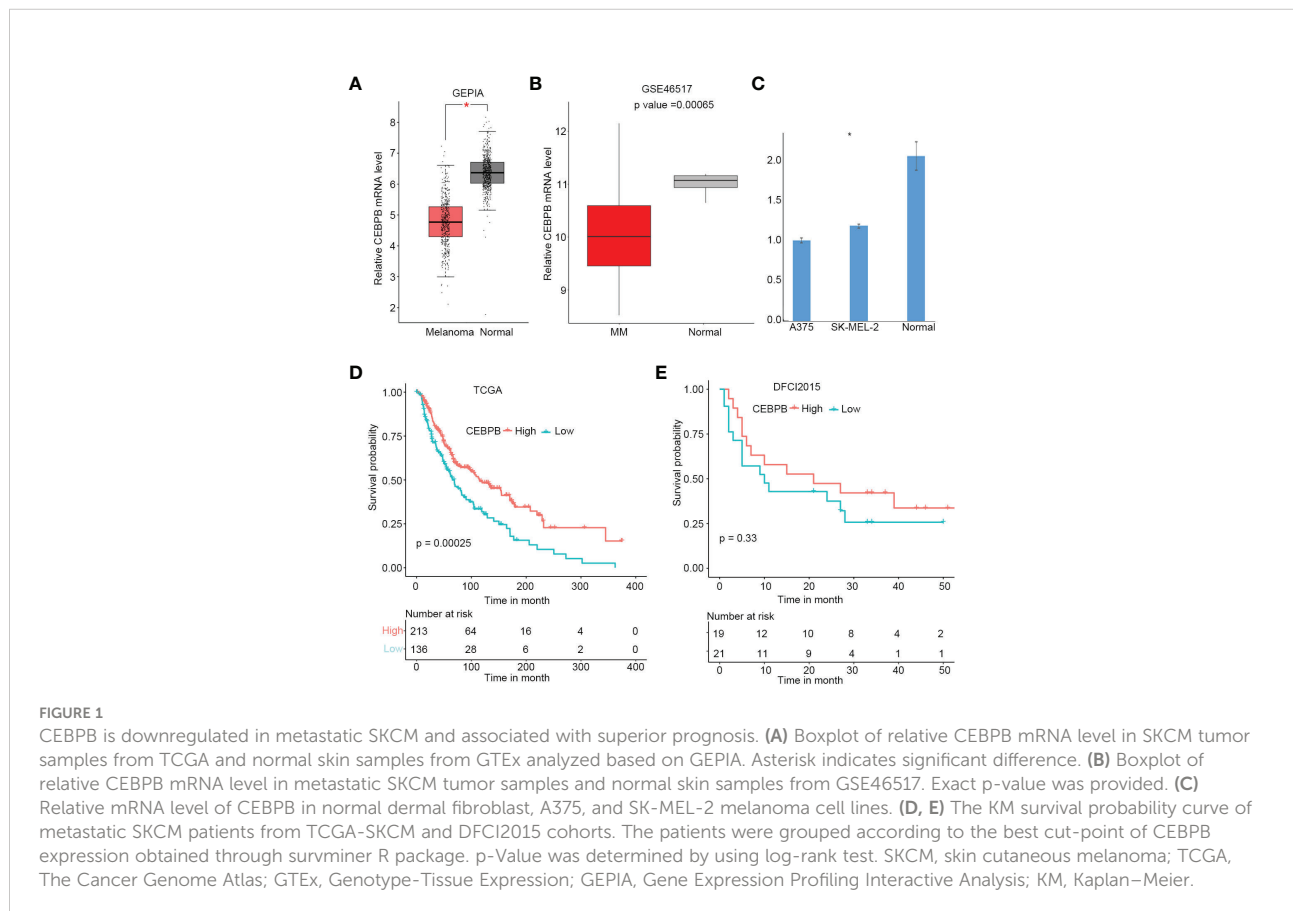 A
B
C
GEPIA
*
Relative CEBPB mRNA level
8
7
6
5
4
3
2
Melanoma Normal
GSE46517
p value =0.00065
Relative CEBPB mRNA level
12
11
10
9
MM Normal
*
2.0
1.5
1.0
0.5
0.0
A375 SK-MEL-2 Normal
D
E
TCGA
CEBPB High Low
Survival probability
1.00
0.75
0.50
0.25
0.00
p = 0.00025
0 100 200 300 400
Time in month
Number at risk
High 213 64 16 4 0
Low 136 28 6 2 0
0 100 200 300 400
Time in month
DFCI2015
CEBPB High Low
Survival probability
1.00
0.75
0.50
0.25
0.00
p = 0.33
0 10 20 30 40 50
Time in month
Number at risk
19 12 10 8 4 2
21 11 9 4 1 1
0 10 20 30 40 50
Time in month
FIGURE 1
CEBPB is downregulated in metastatic SKCM and associated with superior prognosis. (A) Boxplot of relative CEBPB mRNA level in SKCM tumor
samples from TCGA and normal skin samples from GTEx analyzed based on GEPIA. Asterisk indicates significant difference. (B) Boxplot of
relative CEBPB mRNA level in metastatic SKCM tumor samples and normal skin samples from GSE46517. Exact p-value was provided. (C)
Relative mRNA level of CEBPB in normal dermal fibroblast, A375, and SK-MEL-2 melanoma cell lines. (D, E) The KM survival probability curve of
metastatic SKCM patients from TCGA-SKCM and DFCI2015 cohorts. The patients were grouped according to the best cut-point of CEBPB
expression obtained through survminer R package. p-Value was determined by using log-rank test. SKCM, skin cutaneous melanoma; TCGA,
The Cancer Genome Atlas; GTEx, Genotype-Tissue Expression; GEPIA, Gene Expression Profiling Interactive Analysis; KM, Kaplan–Meier.